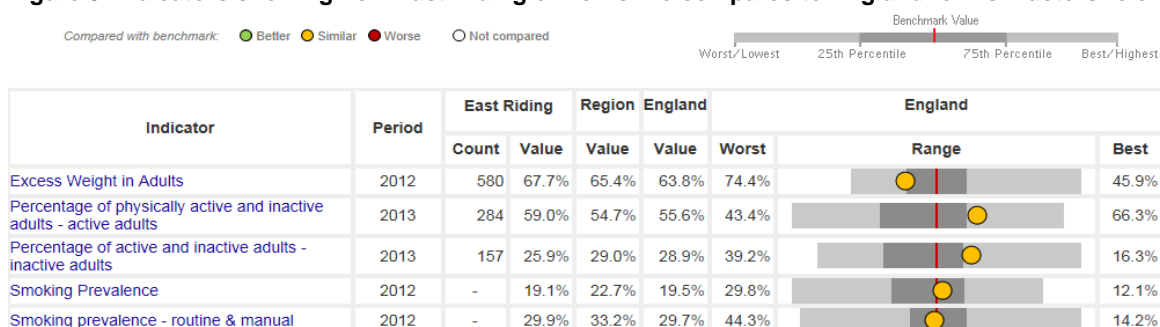 Compared with benchmark: Better Similar Worse Not compared
Benchmark Value
Worst/Lowest 25th Percentile 75th Percentile Best/Highest
Indicator Period East Riding Region England England
Count Value Value Value Worst Range Best
Excess Weight in Adults 2012 580 67.7% 65.4% 63.8% 74.4% 45.9%
Percentage of physically active and inactive
adults - active adults 2013 284 59.0% 54.7% 55.6% 43.4% 66.3%
Percentage of active and inactive adults -
inactive adults 2013 157 25.9% 29.0% 28.9% 39.2% 16.3%
Smoking Prevalence 2012 - 19.1% 22.7% 19.5% 29.8% 12.1%
Smoking prevalence - routine & manual 2012 - 29.9% 33.2% 29.7% 44.3% 14.2%